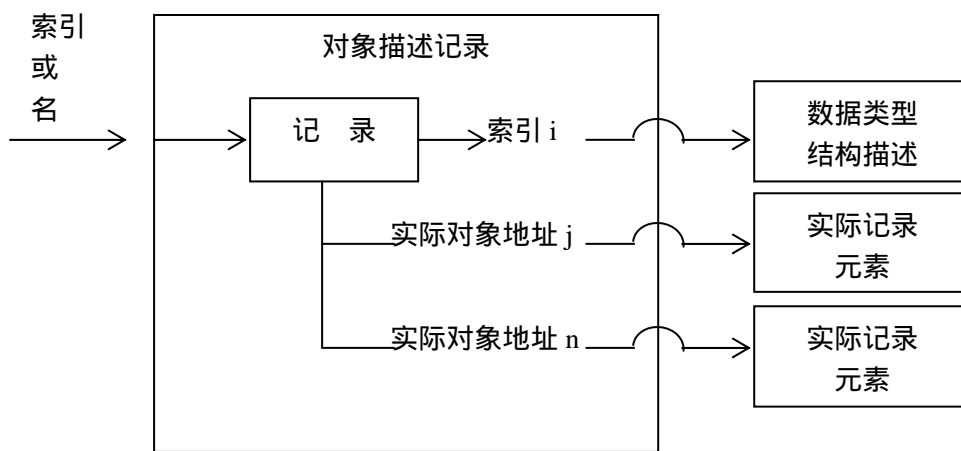 索引
或
名
对象描述记录
记 录
索引 i
数据类型
结构描述
实际对象地址 j
实际记录
元素
实际对象地址 n
实际记录
元素